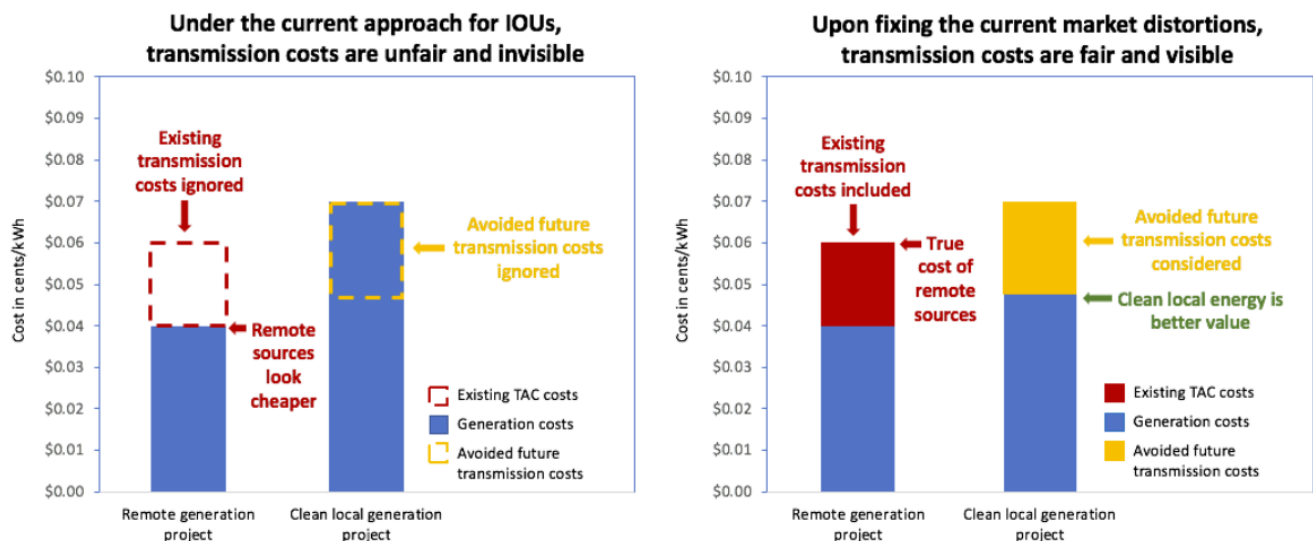 Under the current approach for IOUs,
transmission costs are unfair and invisible
$0.10
$0.09
$0.08
$0.07
$0.06
$0.05
$0.04
$0.03
$0.02
$0.01
$0.00
Cost in cents/kWh
Existing
transmission
costs ignored
Avoided future
transmission costs
ignored
Remote
sources
look
cheaper
Existing TAC costs
Generation costs
Avoided future
transmission costs
Remote generation
project
Clean local generation
project
Upon fixing the current market distortions,
transmission costs are fair and visible
$0.10
$0.09
$0.08
$0.07
$0.06
$0.05
$0.04
$0.03
$0.02
$0.01
$0.00
Cost in cents/kWh
Existing
transmission
costs included
True
cost of
remote
sources
Avoided future
transmission costs
considered
Clean local energy is
better value
Existing TAC costs
Generation costs
Avoided future
transmission costs
Remote generation
project
Clean local generation
project